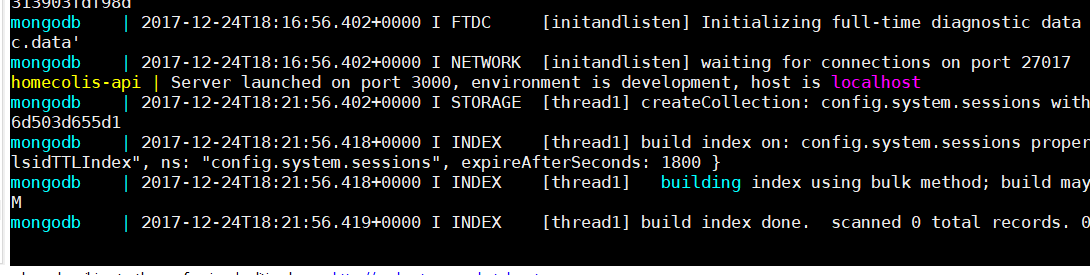 313903fdf98d
mongodb    | 2017-12-24T18:16:56.402+0000 I FTDC     [initandlisten] Initializing full-time diagnostic data
c.data'
mongodb    | 2017-12-24T18:16:56.402+0000 I NETWORK  [initandlisten] waiting for connections on port 27017
homecolis-api | Server launched on port 3000, environment is development, host is localhost
mongodb    | 2017-12-24T18:21:56.402+0000 I STORAGE  [thread1] createCollection: config.system.sessions with
6d503d655d1
mongodb    | 2017-12-24T18:21:56.418+0000 I INDEX    [thread1] build index on: config.system.sessions proper
lsidTTLIndex", ns: "config.system.sessions", expireAfterSeconds: 1800 }
mongodb    | 2017-12-24T18:21:56.418+0000 I INDEX    [thread1]   building index using bulk method; build may
M
mongodb    | 2017-12-24T18:21:56.419+0000 I INDEX    [thread1] build index done.  scanned 0 total records. 0